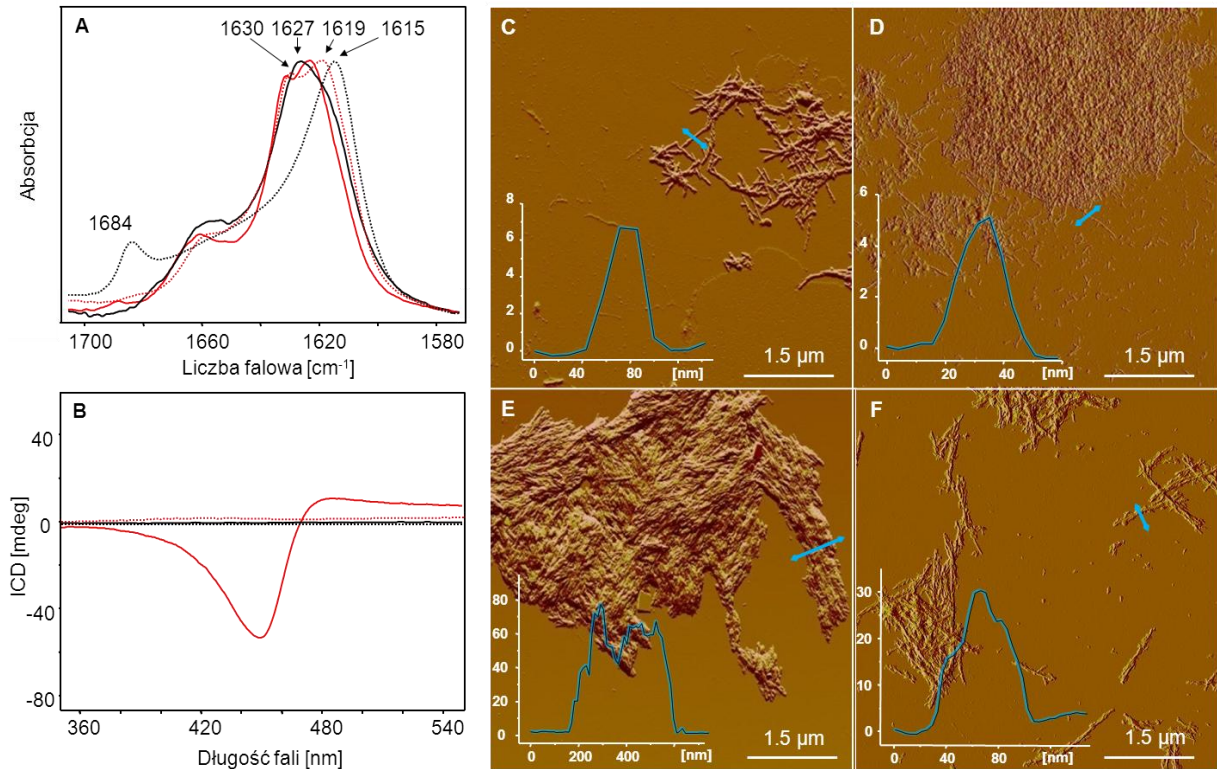 A
1630 1627 1619 1615
1684
Absorbcja
1700 1660 1620 1580
Liczba falowa [cm⁻¹]
B
40
0
-40
-80
ICD [mdeg]
360 420 480 540
Długość fali [nm]
C
8
6
4
2
0
0 40 80 [nm]
1.5 µm
D
6
4
2
0
0 20 40 [nm]
1.5 µm
E
80
60
40
20
0
0 200 400 [nm]
1.5 µm
F
30
20
10
0
0 40 80 [nm]
1.5 µm